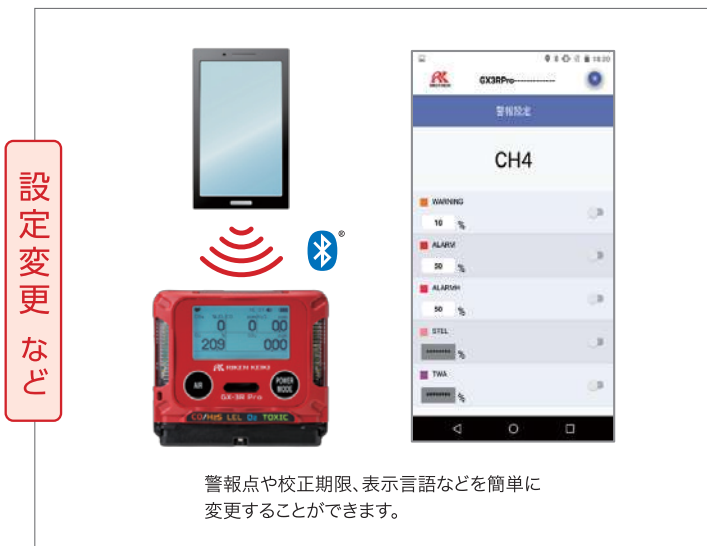 設定変更 など
18:20
GX3RPro--------------
警報設定
CH4
WARNING
10 %
ALARM
50 %
ALARMH
50 %
STEL
-------- %
TWA
-------- %
®
0 0 00
209 000
RIKEN KEIKI
AIR
POWER
MODE
GX-3R Pro
CO/H2S LEL O2 TOXIC
警報点や校正期限、表示言語などを簡単に
変更することができます。